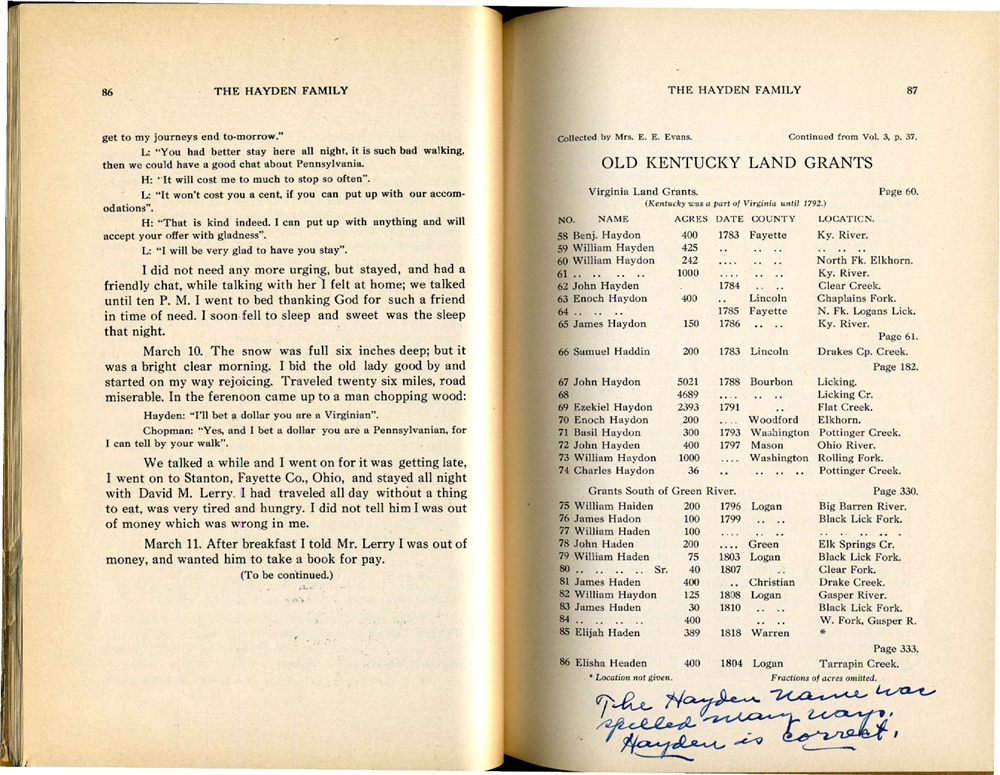 86 THE HAYDEN FAMILY
get to my journeys end to-morrow."
L: "You had better stay here all night, it is such bad walking,
then we could have a good chat about Pennsylvania.
H: "It will cost me to much to stop so often".
L: "It won't cost you a cent, if you can put up with our accom-
odations".
H: "That is kind indeed. I can put up with anything and will
accept your offer with gladness".
L: "I will be very glad to have you stay".
I did not need any more urging, but stayed, and had a
friendly chat, while talking with her I felt at home; we talked
until ten P. M. I went to bed thanking God for such a friend
in time of need. I soon fell to sleep and sweet was the sleep
that night.
March 10. The snow was full six inches deep; but it
was a bright clear morning. I bid the old lady good by and
started on my way rejoicing. Traveled twenty six miles, road
miserable. In the ferenoon came up to a man chopping wood:
Hayden: "I'll bet a dollar you are a Virginian".
Chopman: "Yes, and I bet a dollar you are a Pennsylvanian, for
I can tell by your walk".
We talked a while and I went on for it was getting late,
I went on to Stanton, Fayette Co., Ohio, and stayed all night
with David M. Lerry. I had traveled all day without a thing
to eat, was very tired and hungry. I did not tell him I was out
of money which was wrong in me.
March 11. After breakfast I told Mr. Lerry I was out of
money, and wanted him to take a book for pay.
(To be continued.)
THE HAYDEN FAMILY 87
Collected by Mrs. E. E. Evans. Continued from Vol. 3, p. 37.
OLD KENTUCKY LAND GRANTS
Virginia Land Grants. Page 60.
(Kentucky was a part of Virginia until 1792.)
NO. NAME ACRES DATE COUNTY LOCATION.
58 Benj. Haydon 400 1783 Fayette Ky. River.
59 William Hayden 425 .. .. .. .. .. ..
60 William Haydon 242 .... .. .. North Fk. Elkhorn.
61 .. .. .. .. 1000 .... .. .. Ky. River.
62 John Hayden 1784 .. .. Clear Creek.
63 Enoch Haydon 400 .. Lincoln Chaplains Fork.
64 .. .. .. 1785 Fayette N. Fk. Logans Lick.
65 James Haydon 150 1786 .. .. Ky. River.
Page 61.
66 Samuel Haddin 200 1783 Lincoln Drakes Cp. Creek.
Page 182.
67 John Haydon 5021 1788 Bourbon Licking.
68 4689 .... .. .. Licking Cr.
69 Ezekiel Haydon 2393 1791 .. Flat Creek.
70 Enoch Haydon 200 .... Woodford Elkhorn.
71 Basil Haydon 300 1793 Washington Pottinger Creek.
72 John Haydon 400 1797 Mason Ohio River.
73 William Haydon 1000 .... Washington Rolling Fork.
74 Charles Haydon 36 .. .. .. .. Pottinger Creek.
Grants South of Green River. Page 330.
75 William Haiden 200 1796 Logan Big Barren River.
76 James Hadon 100 1799 .. .. Black Lick Fork.
77 William Haden 100 .... .. .. .. .. .. .. ..
78 John Haden 200 .... Green Elk Springs Cr.
79 William Haden 75 1803 Logan Black Lick Fork.
80 .. .. .. .. .. Sr. 40 1807 .. Clear Fork.
81 James Haden 400 .. Christian Drake Creek.
82 William Haydon 125 1808 Logan Gasper River.
83 James Haden 30 1810 .. .. Black Lick Fork.
84 .. .. .. .. .. 400 .. .. W. Fork, Gasper R.
85 Elijah Haden 389 1818 Warren *
Page 333.
86 Elisha Headen 400 1804 Logan Tarrapin Creek.
* Location not given. Fractions of acres omitted.
The Hayden name was
spelled many ways.
Hayden is correct.